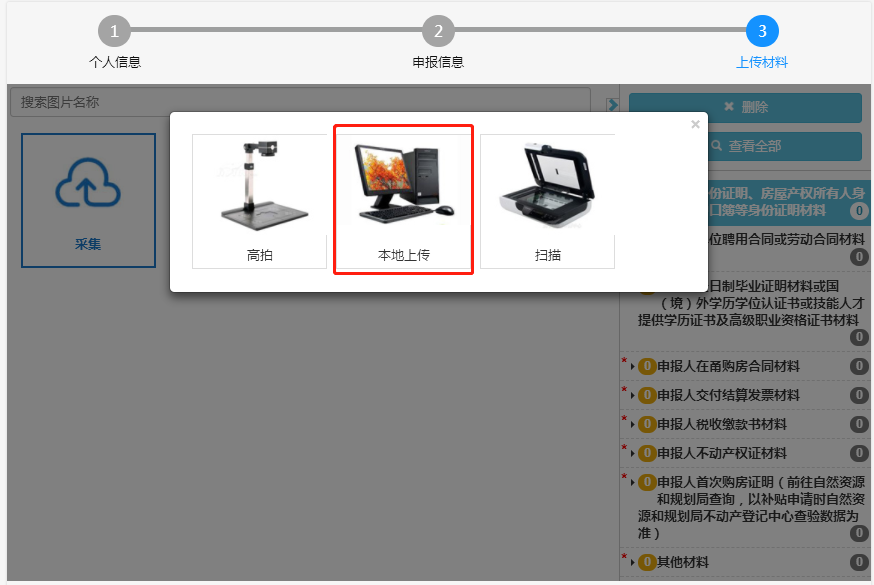 1
2
3
个人信息
申报信息
上传材料
搜索图片名称
采集
×
高拍
本地上传
扫描
删除
查看全部
份证明、房屋产权所有人身
口簿等身份证明材料
0
位聘用合同或劳动合同材料
0
日制毕业证明材料或国
（境）外学历学位认证书或技能人才
提供学历证书及高级职业资格证书材料
0
* 0 申报人在甬购房合同材料 0
* 0 申报人交付结算发票材料 0
* 0 申报人税收缴款书材料 0
* 0 申报人不动产权证材料 0
* 0 申报人首次购房证明（前往自然资源
和规划局查询，以补贴申请时自然资
源和规划局不动产登记中心查验数据为
准） 0
* 0 其他材料 0